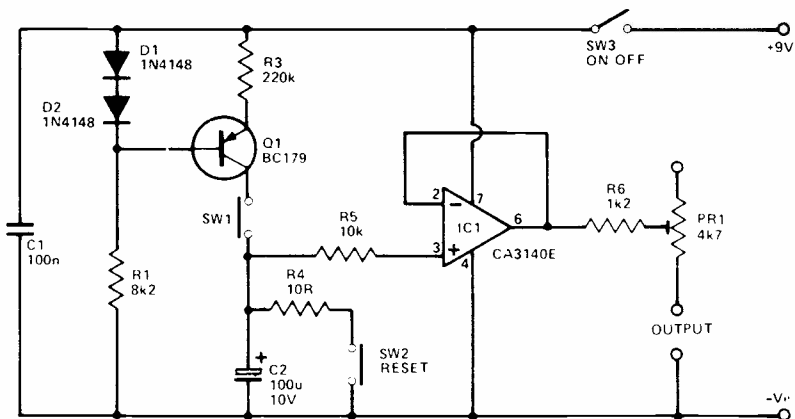 D1
1N4148
D2
1N4148
R3
220k
SW3
ON OFF
+9V
Q1
BC179
SW1
C1
100n
R1
8k2
R5
10k
R4
10R
C2
100u
10V
+
SW2
RESET
2
−
7
IC1
6
3
+
4
CA3140E
R6
1k2
PR1
4k7
OUTPUT